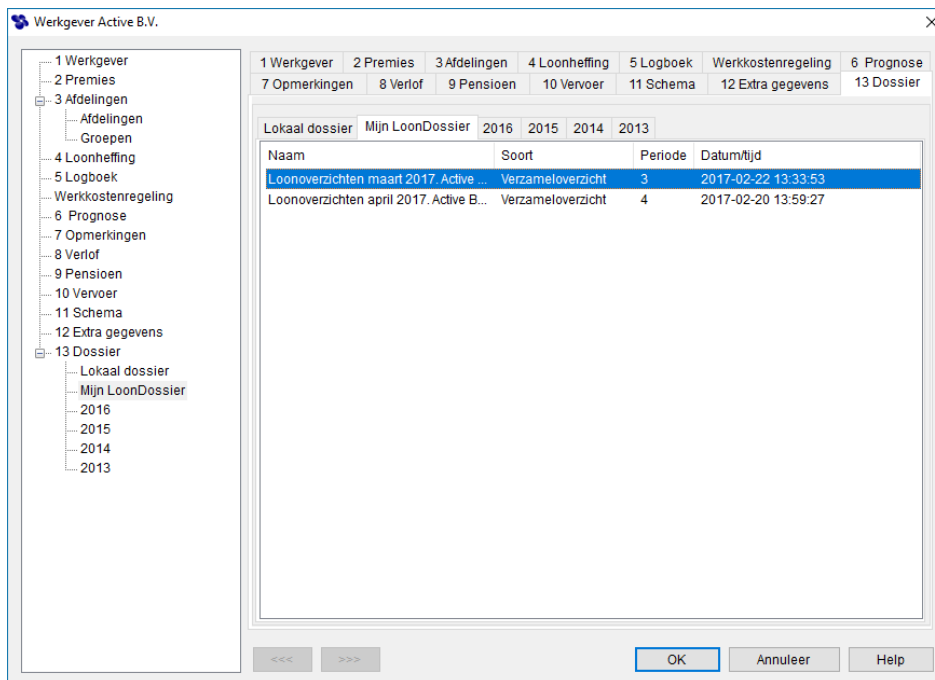 Werkgever Active B.V.
1 Werkgever
2 Premies
3 Afdelingen
Afdelingen
Groepen
4 Loonheffing
5 Logboek
Werkkostenregeling
6 Prognose
7 Opmerkingen
8 Verlof
9 Pensioen
10 Vervoer
11 Schema
12 Extra gegevens
13 Dossier
Lokaal dossier
Mijn LoonDossier
2016
2015
2014
2013
1 Werkgever 2 Premies 3 Afdelingen 4 Loonheffing 5 Logboek Werkkostenregeling 6 Prognose
7 Opmerkingen 8 Verlof 9 Pensioen 10 Vervoer 11 Schema 12 Extra gegevens 13 Dossier
Lokaal dossier Mijn LoonDossier 2016 2015 2014 2013
Naam Soort Periode Datum/tijd
Loonoverzichten maart 2017. Active ... Verzameloverzicht 3 2017-02-22 13:33:53
Loonoverzichten april 2017. Active B... Verzameloverzicht 4 2017-02-20 13:59:27
<<< >>> OK Annuleer Help